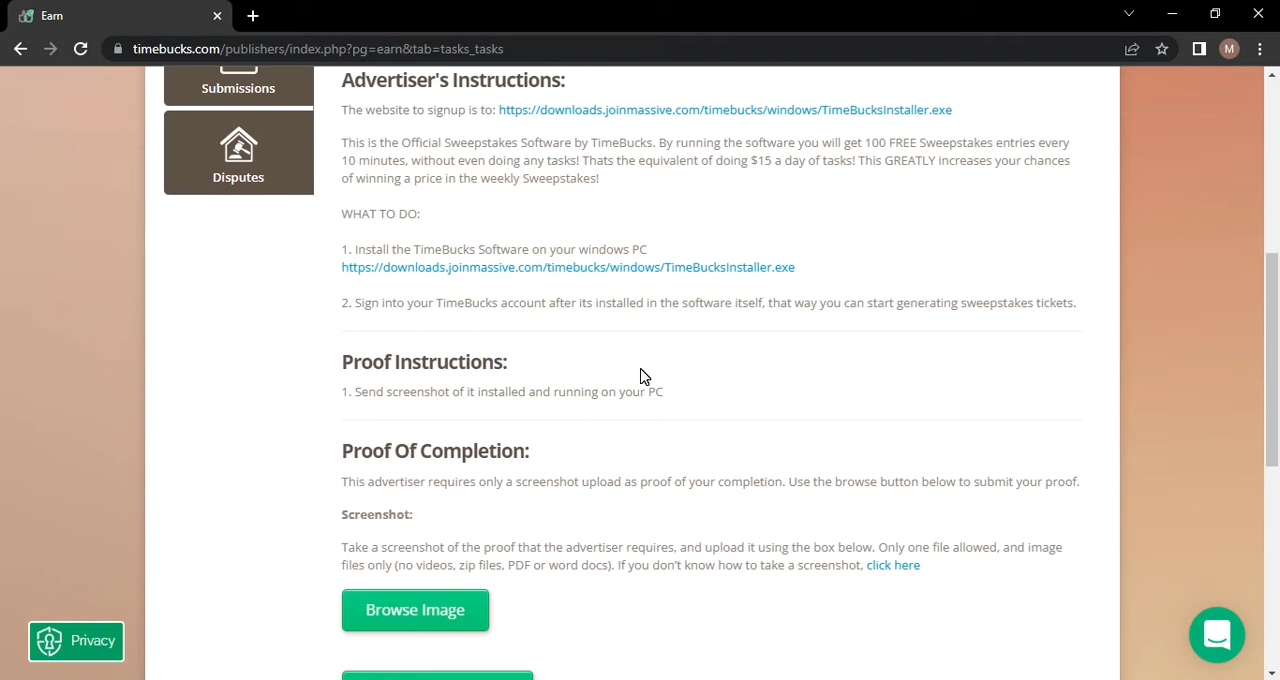 Earn
timebucks.com/publishers/index.php?pg=earn&tab=tasks_tasks
M
Submissions
Disputes
Advertiser's Instructions:
The website to signup is to: https://downloads.joinmassive.com/timebucks/windows/TimeBucksInstaller.exe
This is the Official Sweepstakes Software by TimeBucks. By running the software you will get 100 FREE Sweepstakes entries every
10 minutes, without even doing any tasks! Thats the equivalent of doing $15 a day of tasks! This GREATLY increases your chances
of winning a price in the weekly Sweepstakes!
WHAT TO DO:
1. Install the TimeBucks Software on your windows PC
https://downloads.joinmassive.com/timebucks/windows/TimeBucksInstaller.exe
2. Sign into your TimeBucks account after its installed in the software itself, that way you can start generating sweepstakes tickets.
Proof Instructions:
1. Send screenshot of it installed and running on your PC
Proof Of Completion:
This advertiser requires only a screenshot upload as proof of your completion. Use the browse button below to submit your proof.
Screenshot:
Take a screenshot of the proof that the advertiser requires, and upload it using the box below. Only one file allowed, and image
files only (no videos, zip files, PDF or word docs). If you don't know how to take a screenshot, click here
Browse Image
Privacy